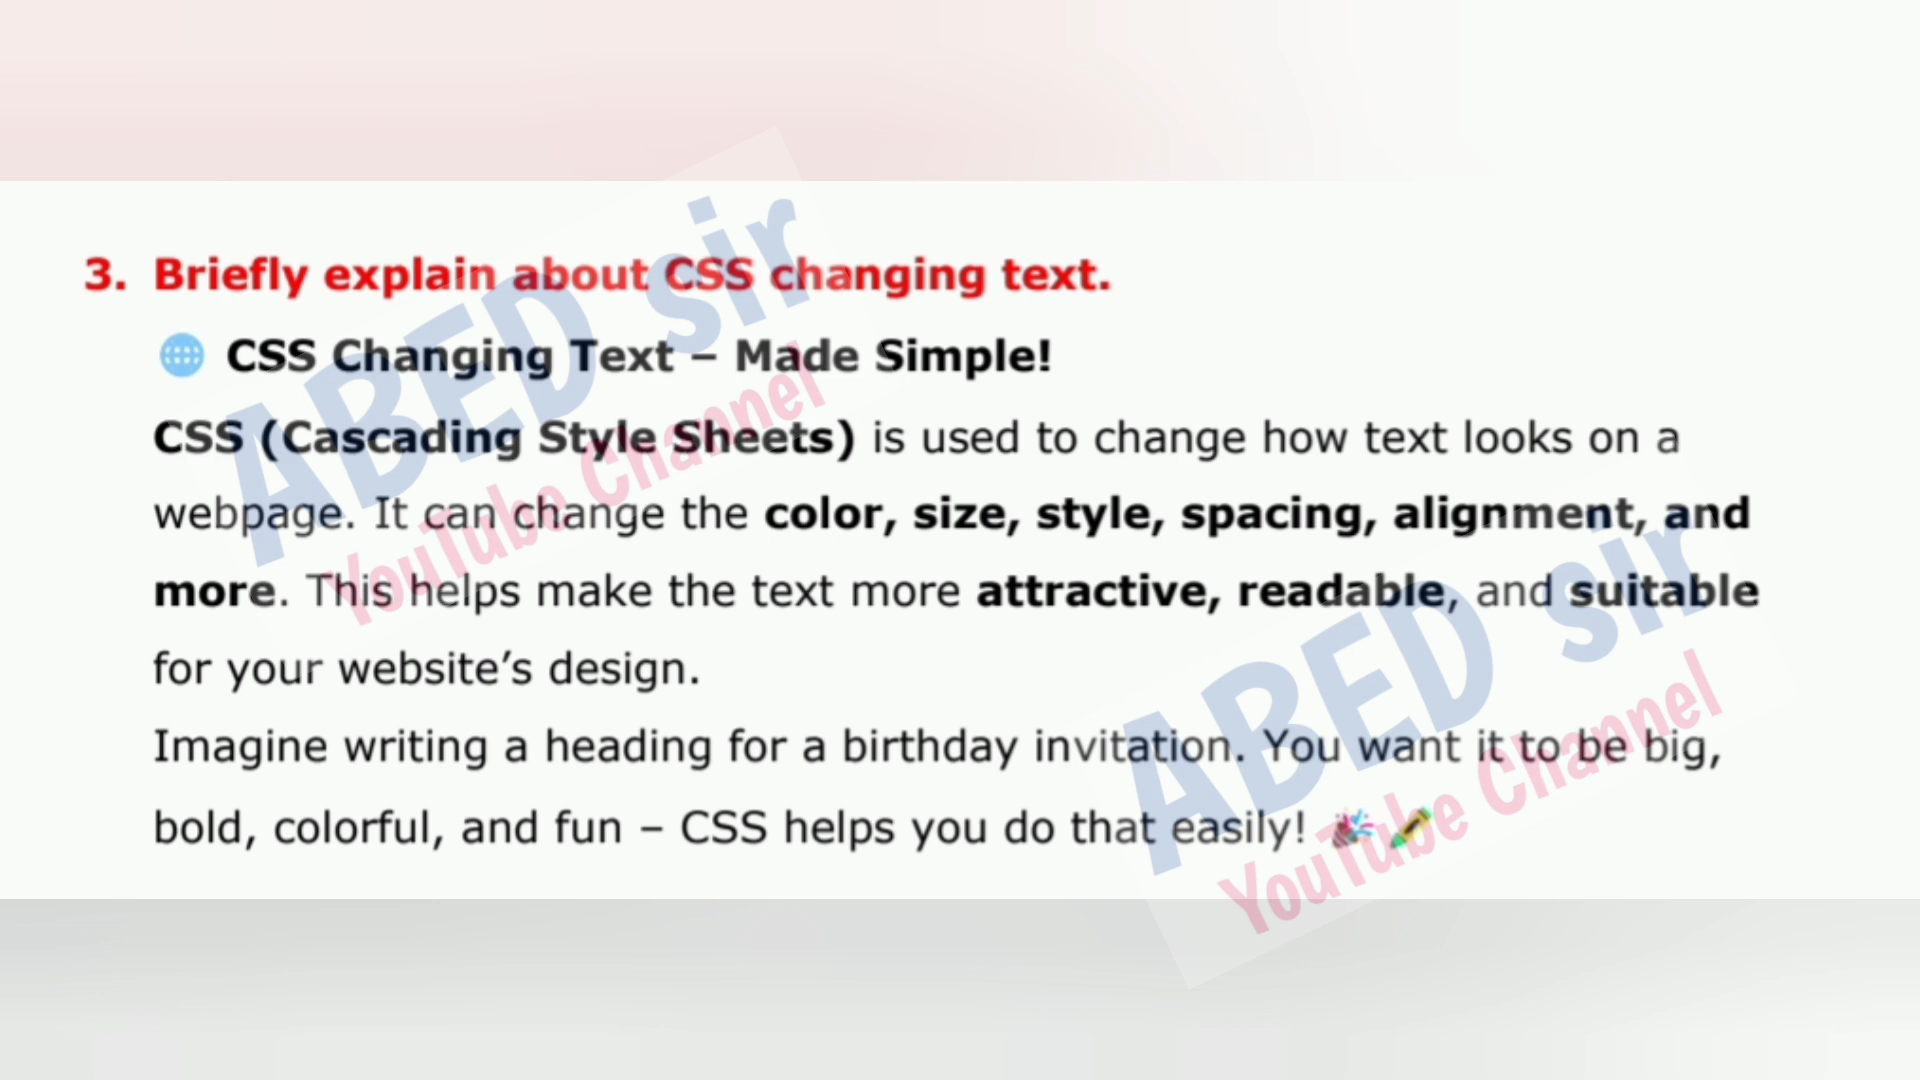 3. Briefly explain about CSS changing text.
🌐 CSS Changing Text – Made Simple!
CSS (Cascading Style Sheets) is used to change how text looks on a
webpage. It can change the color, size, style, spacing, alignment, and
more. This helps make the text more attractive, readable, and suitable
for your website’s design.
Imagine writing a heading for a birthday invitation. You want it to be big,
bold, colorful, and fun – CSS helps you do that easily! 🎉 🖍
ABED sir
YouTube Channel
ABED sir
YouTube Channel